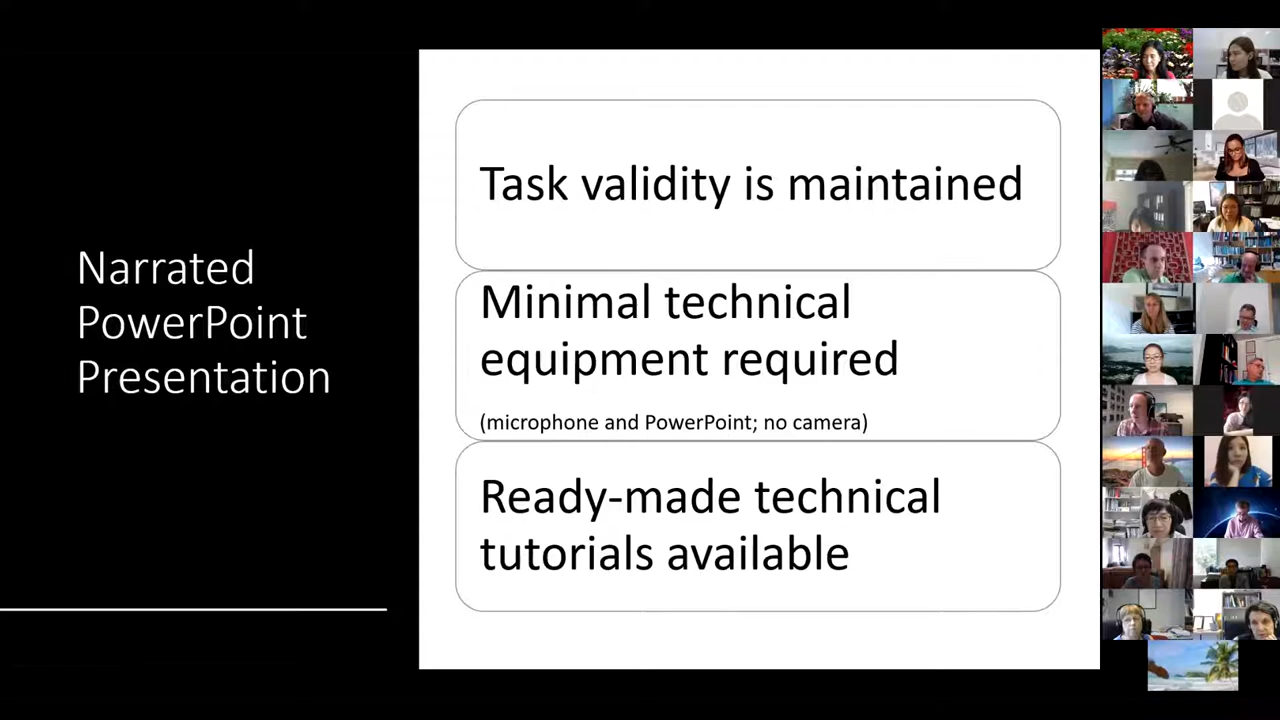 Narrated
PowerPoint
Presentation
Task validity is maintained
Minimal technical
equipment required
(microphone and PowerPoint; no camera)
Ready-made technical
tutorials available